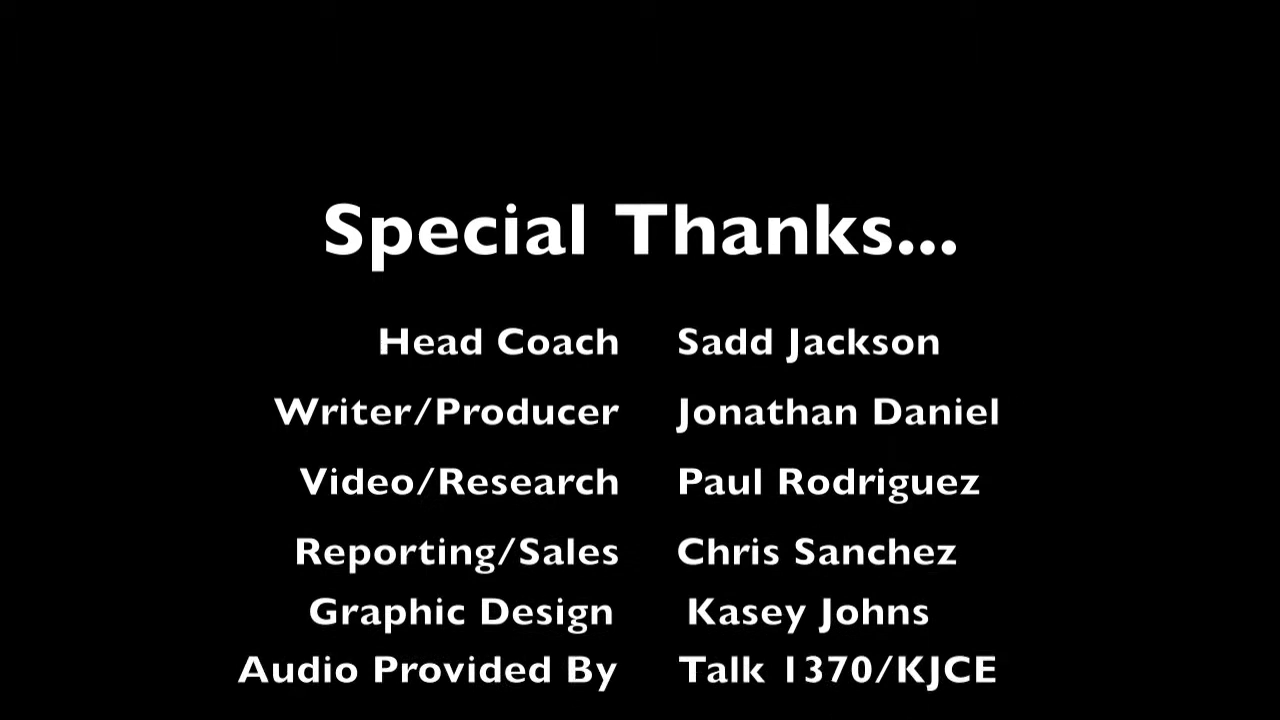 Special Thanks...
Head Coach Sadd Jackson
Writer/Producer Jonathan Daniel
Video/Research Paul Rodriguez
Reporting/Sales Chris Sanchez
Graphic Design Kasey Johns
Audio Provided By Talk 1370/KJCE